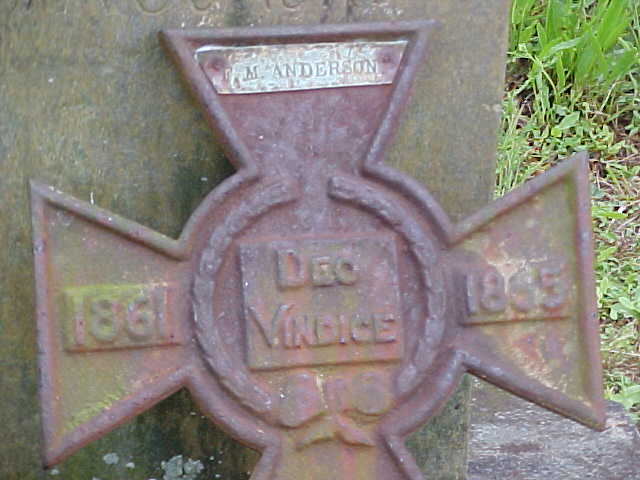 F. M. ANDERSON
DEO
VINDICE
1861
1865